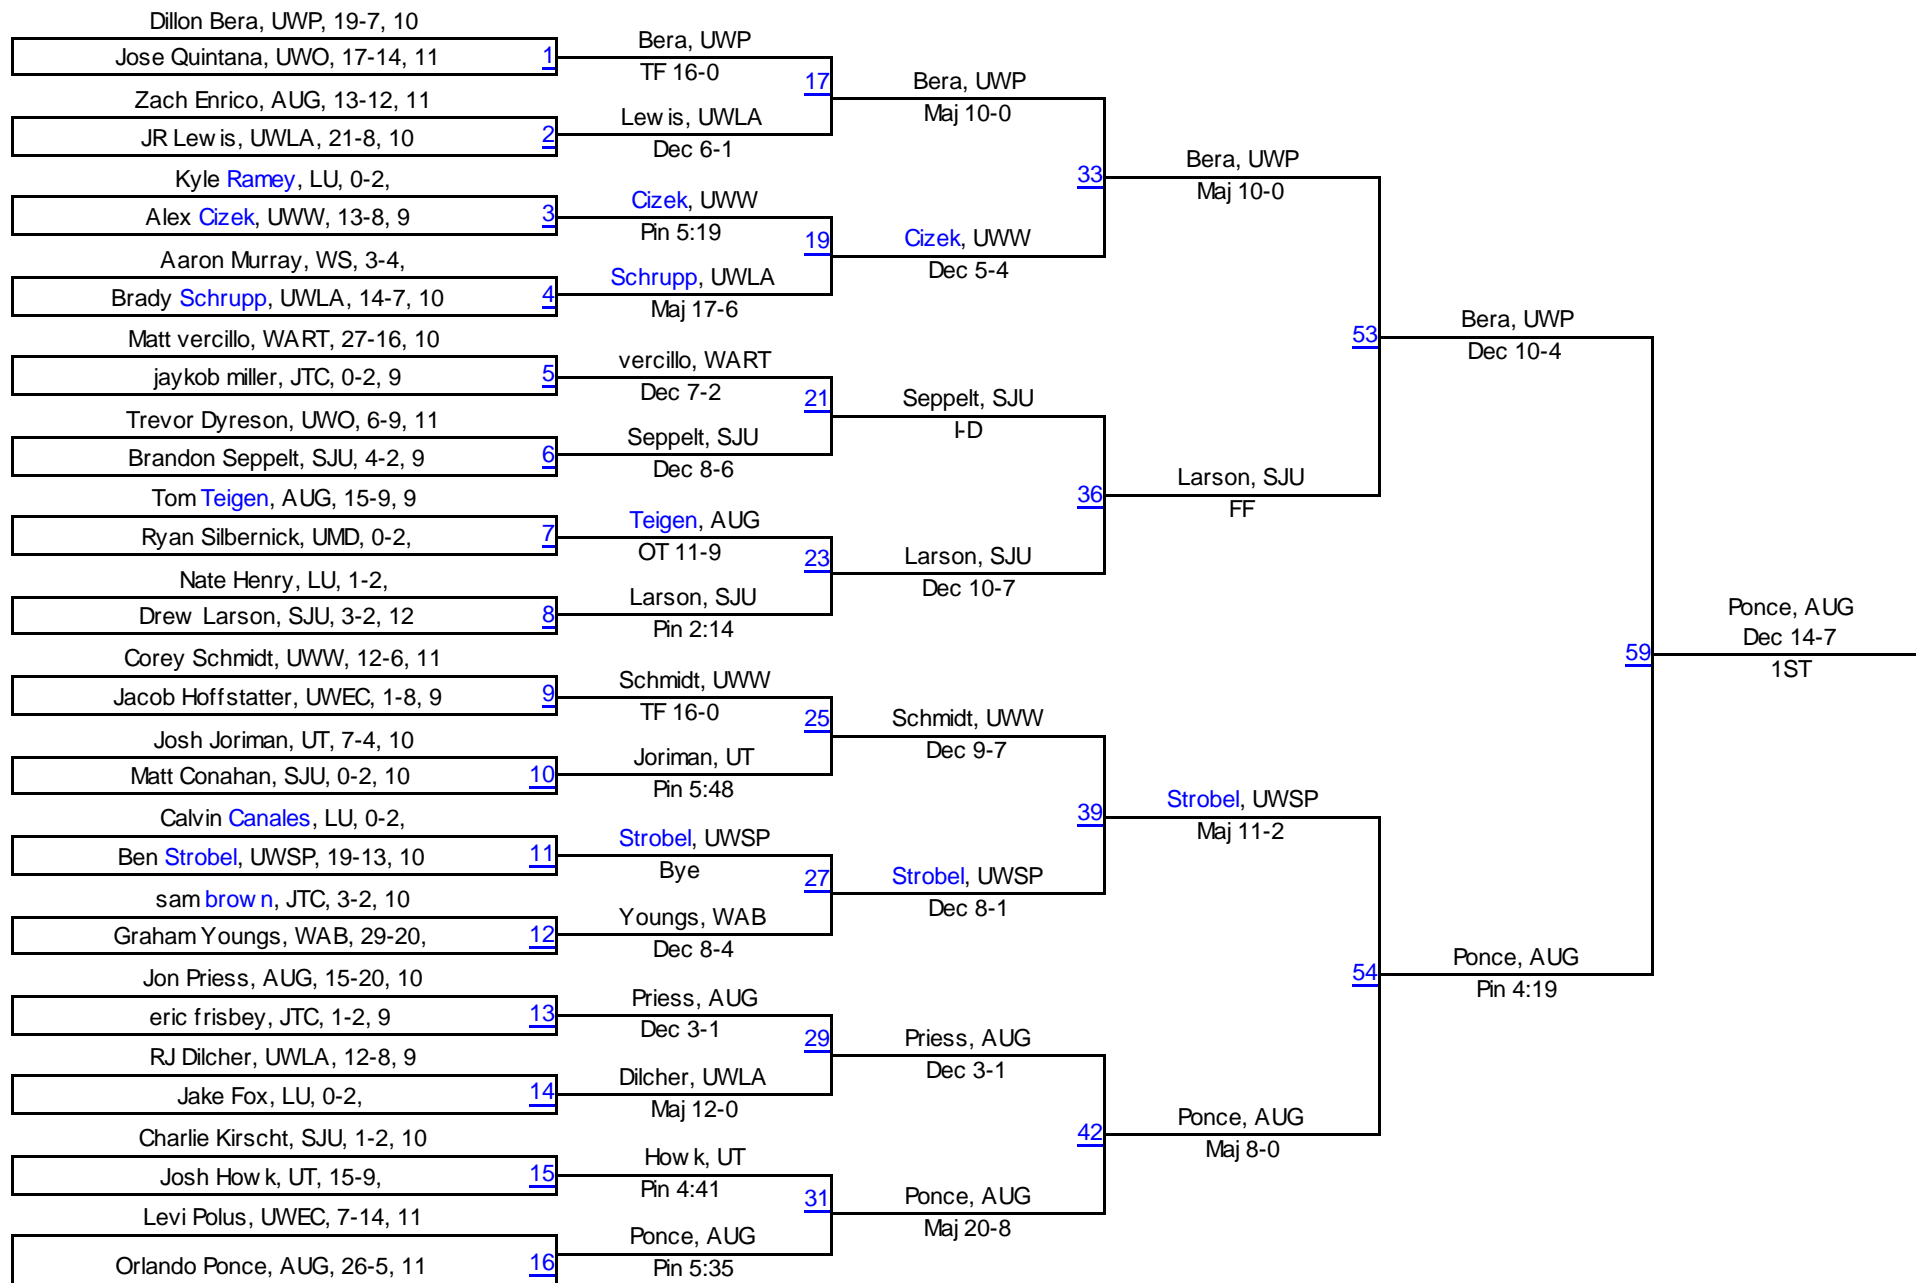 Dillon Bera, UWP, 19-7, 10
Jose Quintana, UWO, 17-14, 11
1
Zach Enrico, AUG, 13-12, 11
JR Lewis, UWLA, 21-8, 10
2
Kyle Ramey, LU, 0-2,
Alex Cizek, UWW, 13-8, 9
3
Aaron Murray, WS, 3-4,
Brady Schrupp, UWLA, 14-7, 10
4
Matt vercillo, WART, 27-16, 10
jaykob miller, JTC, 0-2, 9
5
Trevor Dyreson, UWO, 6-9, 11
Brandon Seppelt, SJU, 4-2, 9
6
Tom Teigen, AUG, 15-9, 9
Ryan Silbernick, UMD, 0-2,
7
Nate Henry, LU, 1-2,
Drew Larson, SJU, 3-2, 12
8
Corey Schmidt, UWW, 12-6, 11
Jacob Hoffstatter, UWEC, 1-8, 9
9
Josh Joriman, UT, 7-4, 10
Matt Conahan, SJU, 0-2, 10
10
Calvin Canales, LU, 0-2,
Ben Strobel, UWSP, 19-13, 10
11
sam brown, JTC, 3-2, 10
Graham Youngs, WAB, 29-20,
12
Jon Priess, AUG, 15-20, 10
eric frisbey, JTC, 1-2, 9
13
RJ Dilcher, UWLA, 12-8, 9
Jake Fox, LU, 0-2,
14
Charlie Kirscht, SJU, 1-2, 10
Josh Howk, UT, 15-9,
15
Levi Polus, UWEC, 7-14, 11
Orlando Ponce, AUG, 26-5, 11
16
Bera, UWP
TF 16-0
17
Lewis, UWLA
Dec 6-1
Cizek, UWW
Pin 5:19
19
Schrupp, UWLA
Maj 17-6
vercillo, WART
Dec 7-2
21
Seppelt, SJU
Dec 8-6
Teigen, AUG
OT 11-9
23
Larson, SJU
Pin 2:14
Schmidt, UWW
TF 16-0
25
Joriman, UT
Pin 5:48
Strobel, UWSP
Bye
27
Youngs, WAB
Dec 8-4
Priess, AUG
Dec 3-1
29
Dilcher, UWLA
Maj 12-0
Howk, UT
Pin 4:41
31
Ponce, AUG
Pin 5:35
Bera, UWP
Maj 10-0
33
Cizek, UWW
Dec 5-4
Seppelt, SJU
I-D
36
Larson, SJU
Dec 10-7
Schmidt, UWW
Dec 9-7
39
Strobel, UWSP
Dec 8-1
Priess, AUG
Dec 3-1
42
Ponce, AUG
Maj 20-8
Bera, UWP
Maj 10-0
53
Larson, SJU
FF
Strobel, UWSP
Maj 11-2
54
Ponce, AUG
Maj 8-0
Bera, UWP
Dec 10-4
59
Ponce, AUG
Pin 4:19
Ponce, AUG
Dec 14-7
1ST